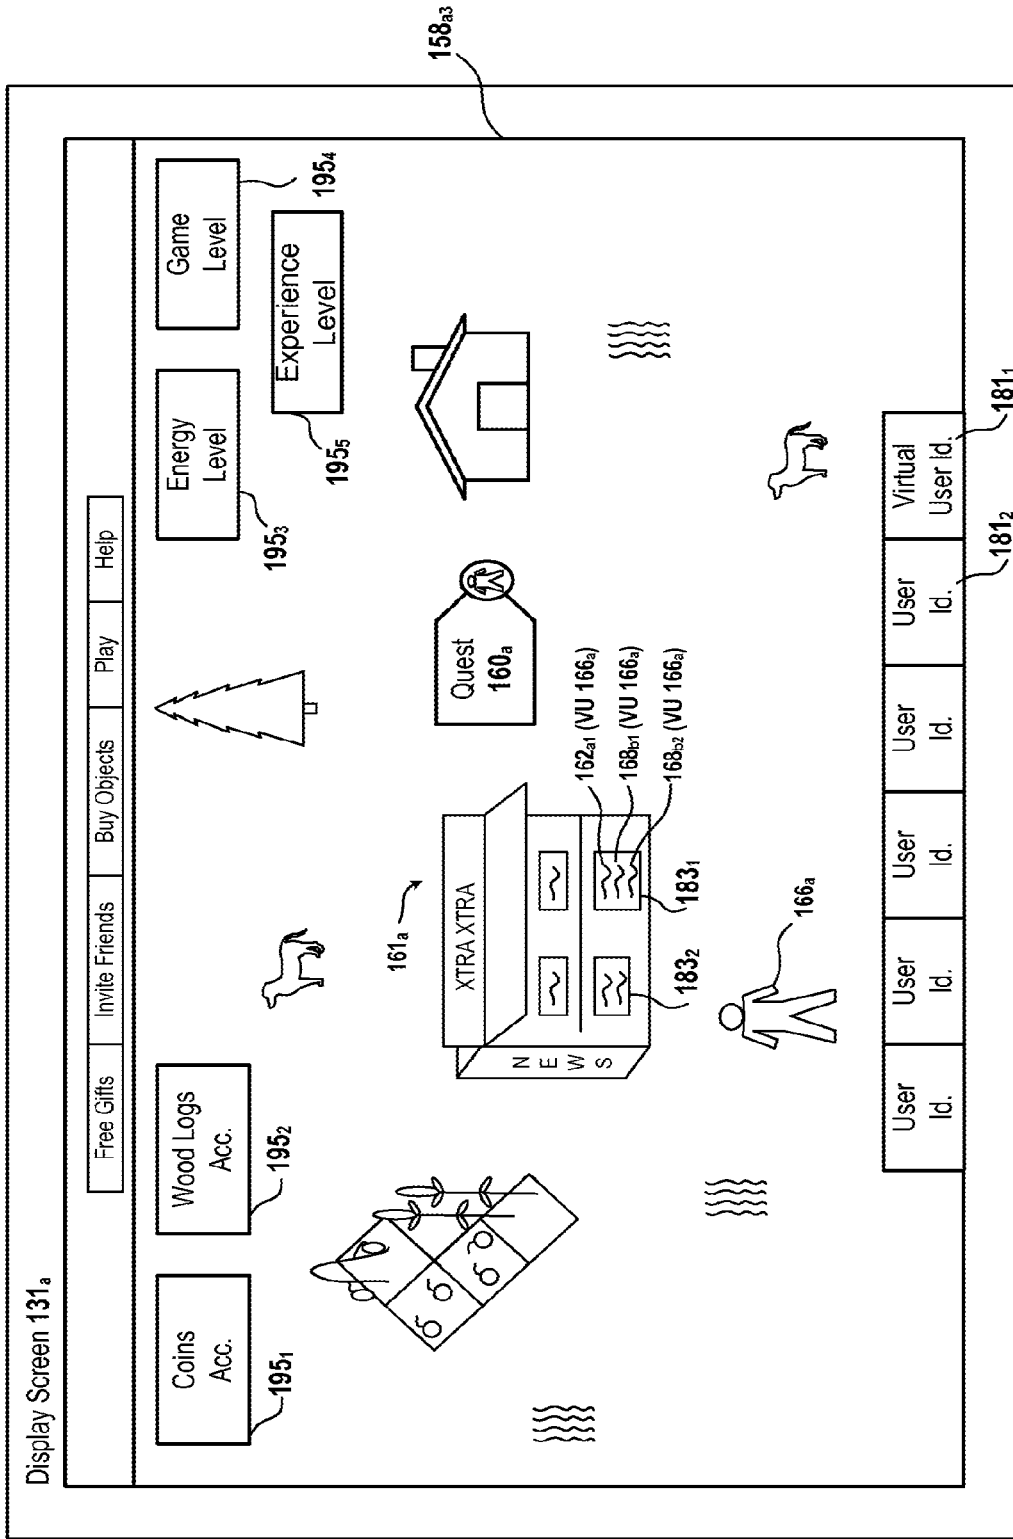 Display Screen 131a
158a3
Free Gifts
Invite Friends
Buy Objects
Play
Help
Coins
Acc.
1951
Wood Logs
Acc.
1952
Energy
Level
1953
Game
Level
1954
Experience
Level
1955
161a
XTRA XTRA
NEWS
Quest
160a
162a1 (VU 166a)
168b1 (VU 166a)
168b2 (VU 166a)
1832
1831
166a
User
Id.
User
Id.
User
Id.
User
Id.
User
Id.
Virtual
User Id.
1812
1811